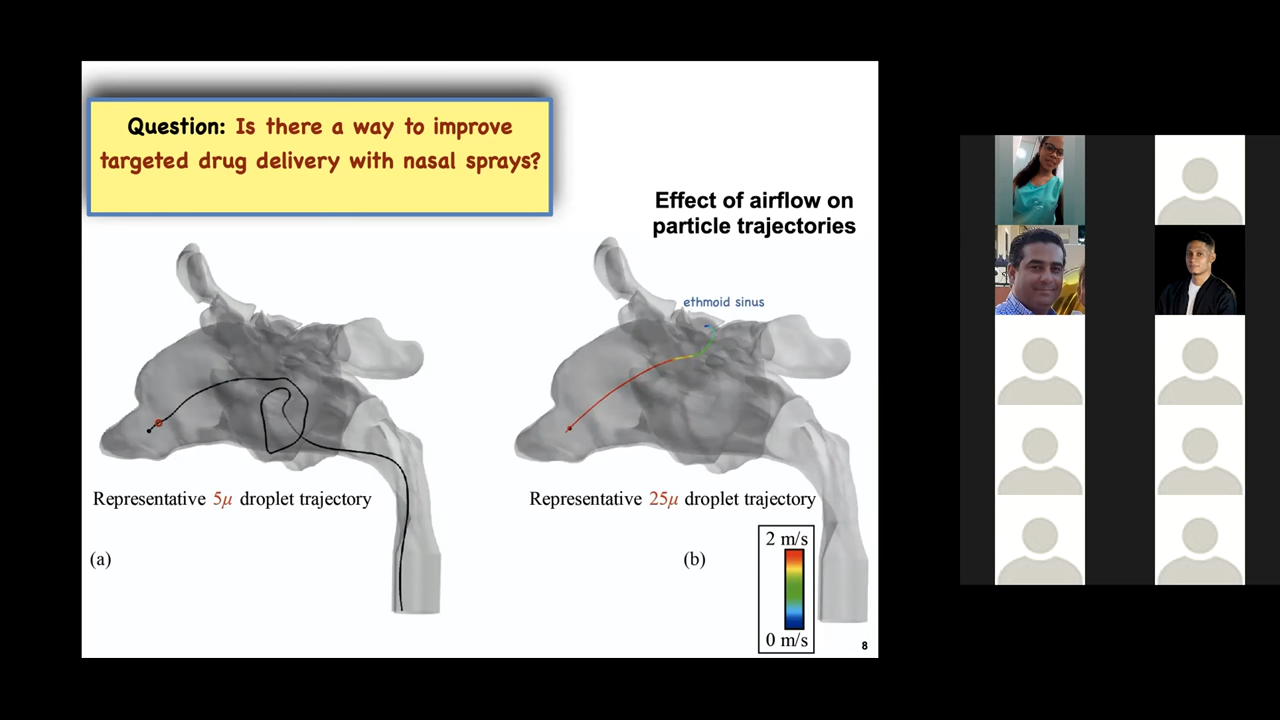 Question: Is there a way to improve
targeted drug delivery with nasal sprays?
Effect of airflow on
particle trajectories
ethmoid sinus
Representative 5μ droplet trajectory
Representative 25μ droplet trajectory
(a)
(b)
2 m/s
0 m/s
8